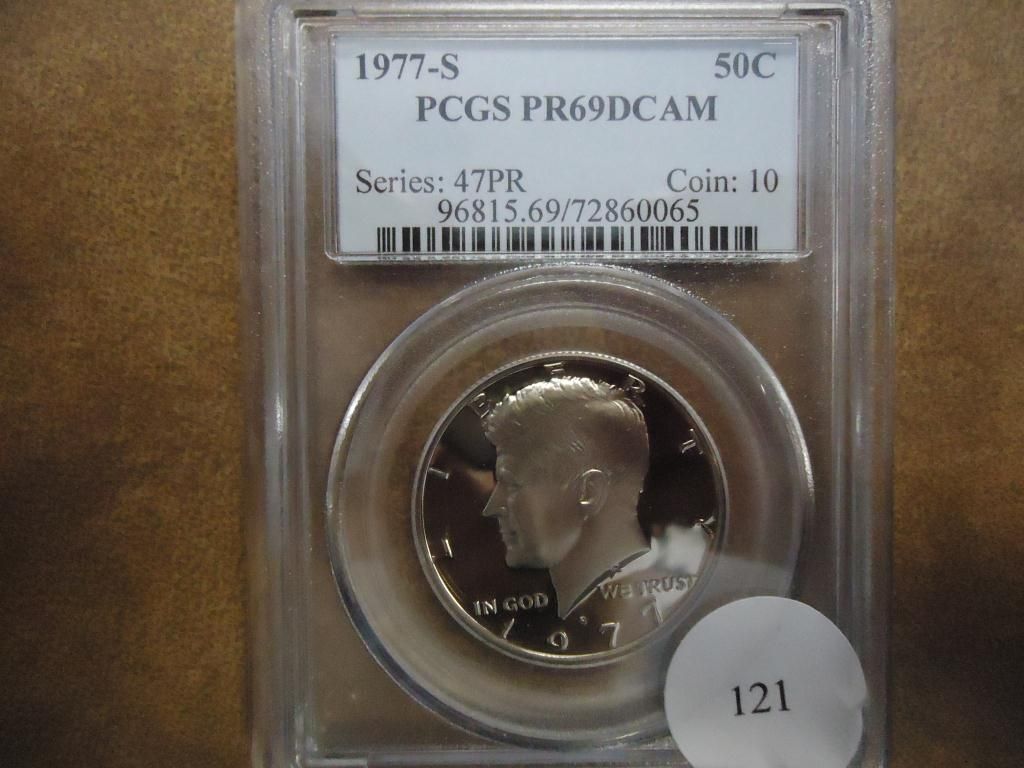 1977-S 50C
PCGS PR69DCAM
Series: 47PR Coin: 10
96815.69/72860065
LIBERTY
IN GOD WE TRUST
1977
121